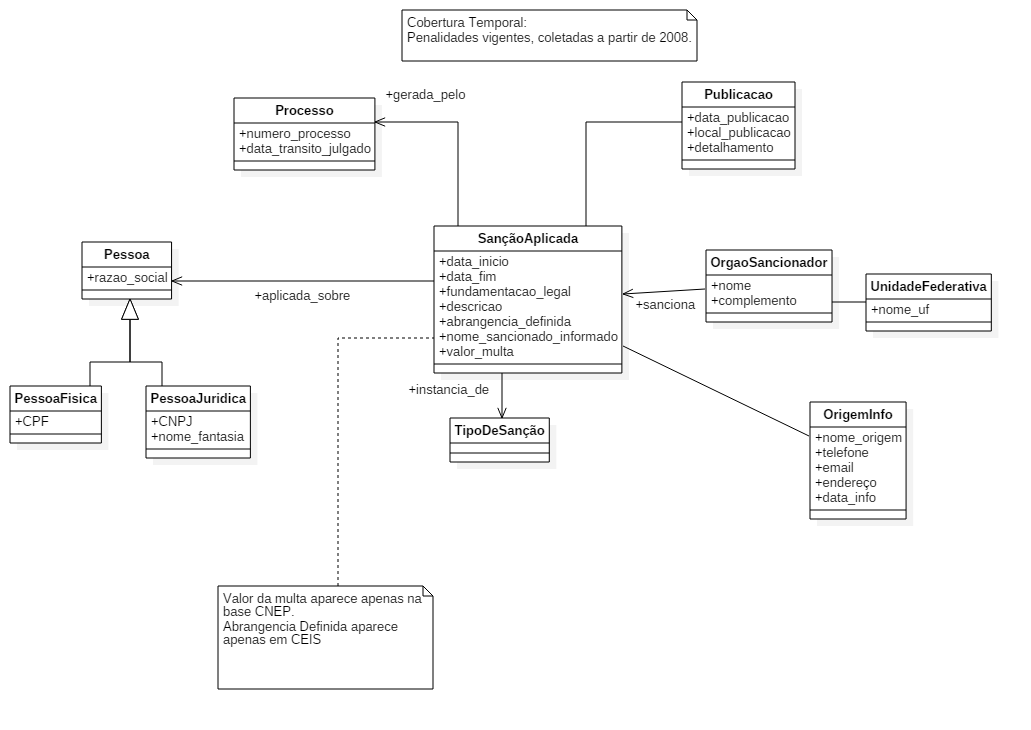 Cobertura Temporal:
Penalidades vigentes, coletadas a partir de 2008.
+gerada_pelo
Processo
+numero_processo
+data_transito_julgado
Publicacao
+data_publicacao
+local_publicacao
+detalhamento
Pessoa
+razao_social
+aplicada_sobre
SançãoAplicada
+data_inicio
+data_fim
+fundamentacao_legal
+descricao
+abrangencia_definida
+nome_sancionado_informado
+valor_multa
OrgaoSancionador
+nome
+complemento
+sanciona
UnidadeFederativa
+nome_uf
PessoaFisica
+CPF
PessoaJuridica
+CNPJ
+nome_fantasia
+instancia_de
TipoDeSanção
OrigemInfo
+nome_origem
+telefone
+email
+endereço
+data_info
Valor da multa aparece apenas na
base CNEP.
Abrangencia Definida aparece
apenas em CEIS